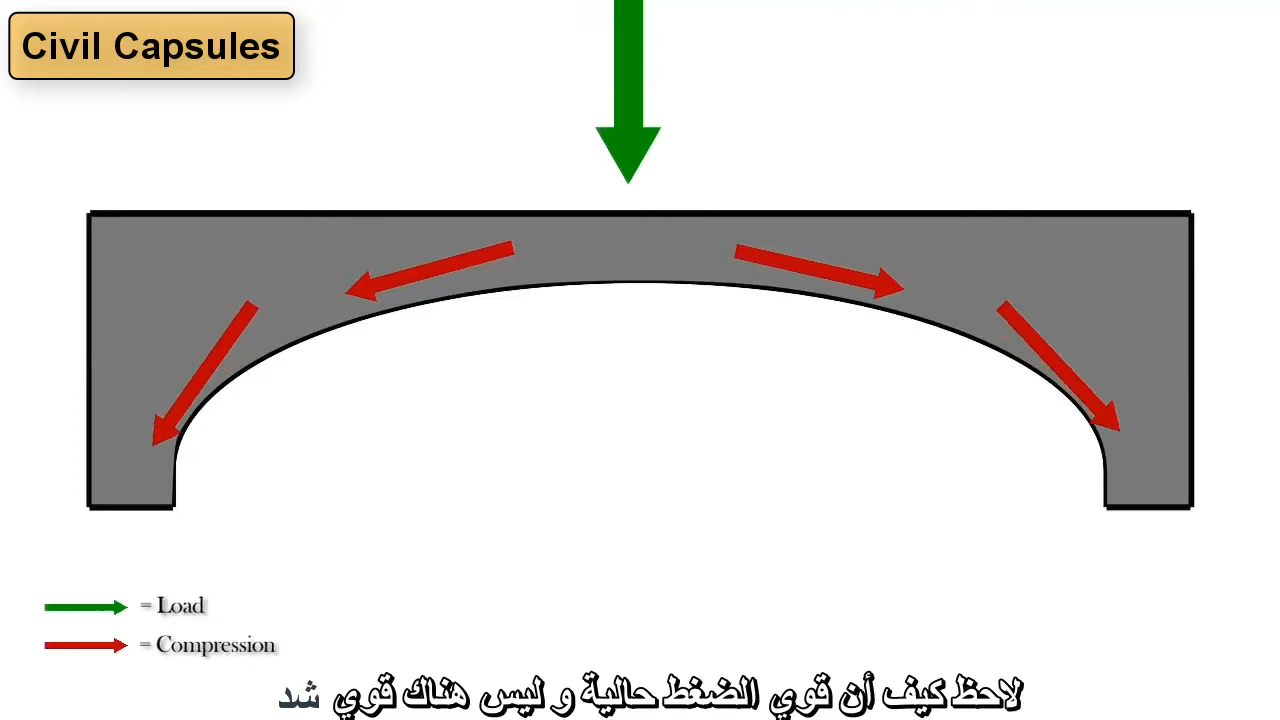 Civil Capsules
= Load
= Compression
لاحظ كيف أن قوي الضغط حالية و ليس هناك قوي شد